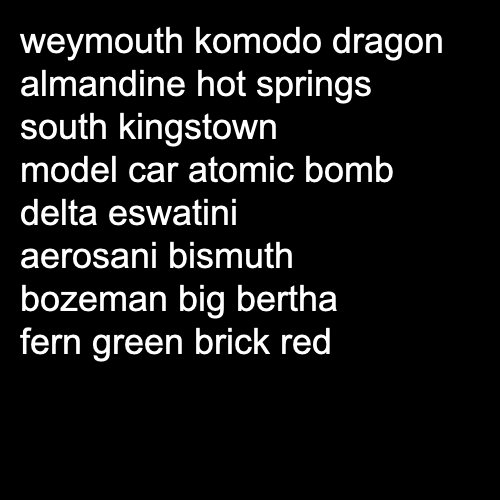 weymouth komodo dragon
almandine hot springs
south kingstown
model car atomic bomb
delta eswatini
aerosani bismuth
bozeman big bertha
fern green brick red